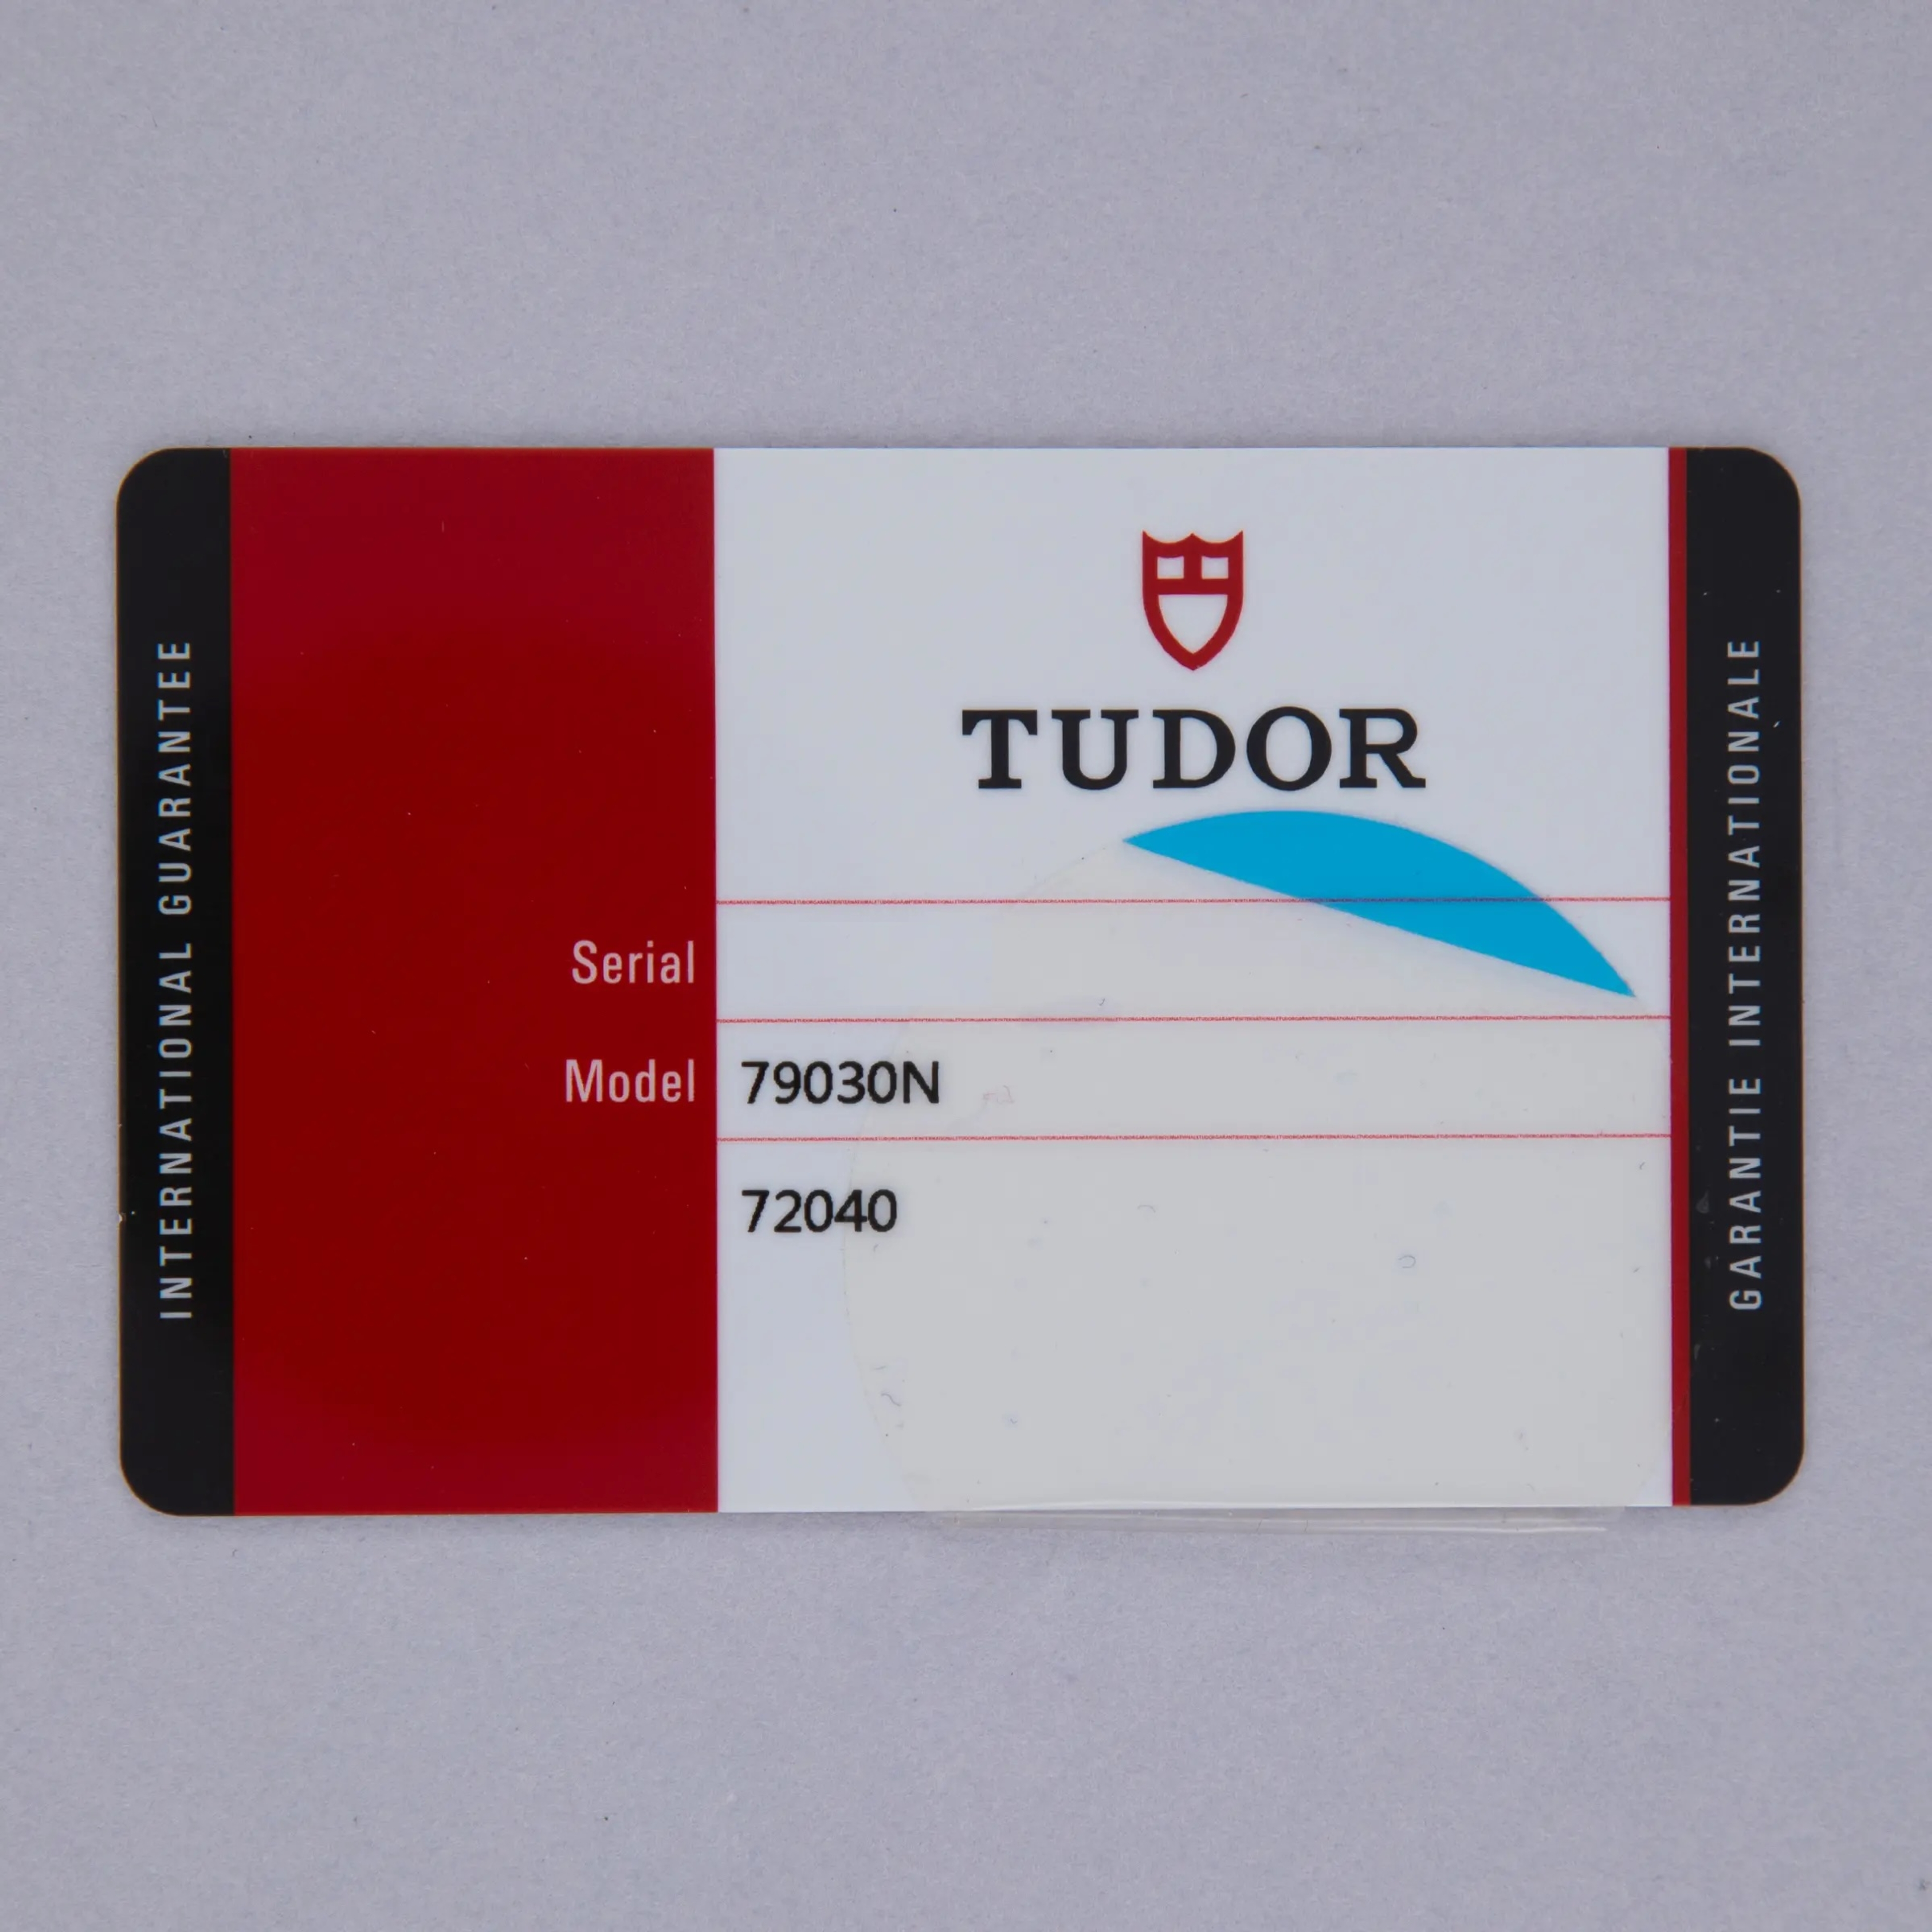 INTERNATIONAL GUARANTEE
TUDOR
Serial
Model 79030N
72040
GARANTIE INTERNATIONALE